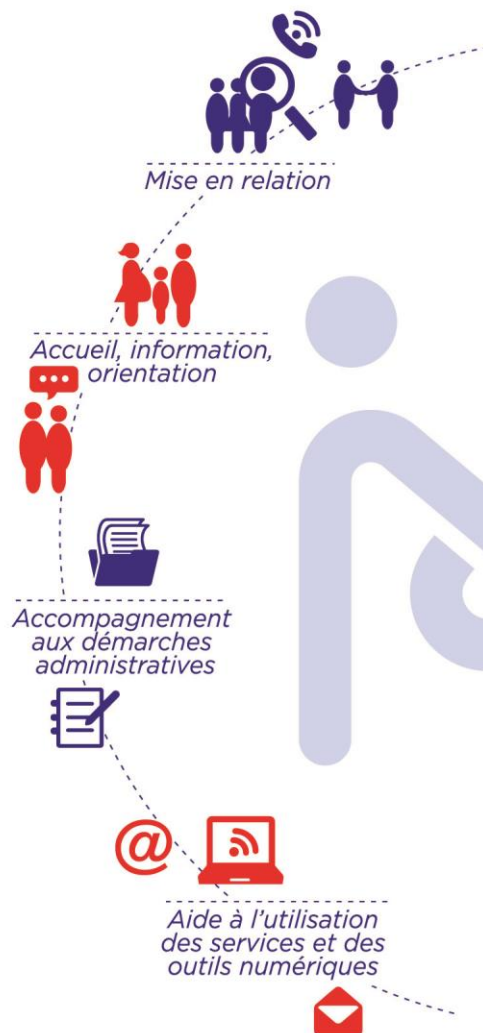 Mise en relation
Accueil, information,
orientation
Accompagnement
aux démarches
administratives
@
Aide à l'utilisation
des services et des
outils numériques